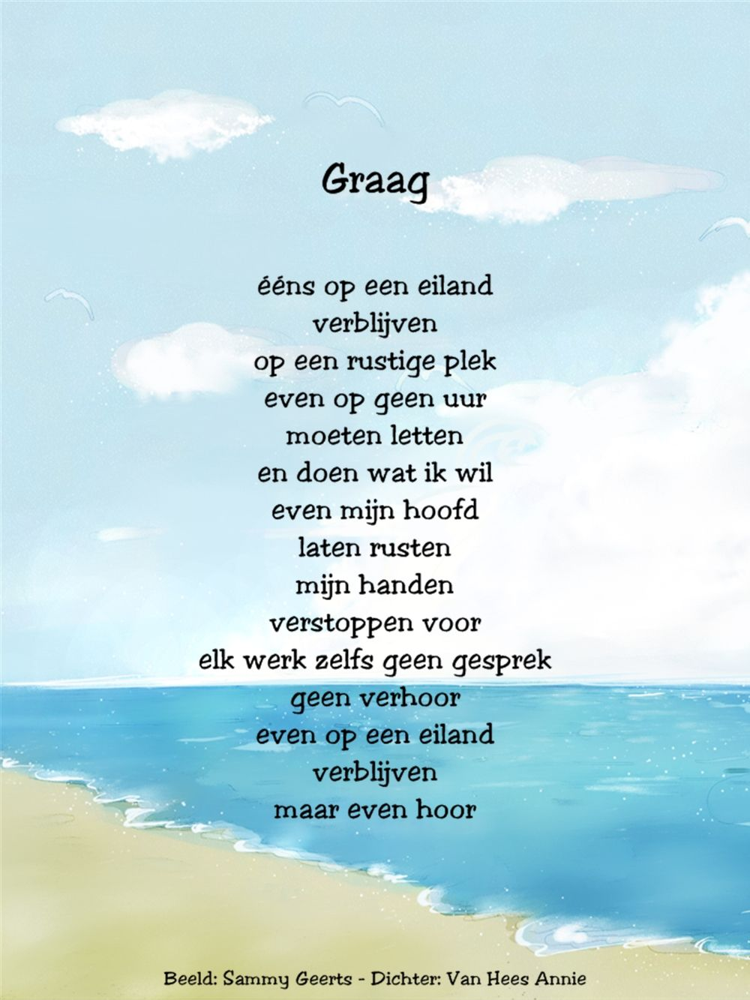 Graag
ééns op een eiland
verblijven
op een rustige plek
even op geen uur
moeten letten
en doen wat ik wil
even mijn hoofd
laten rusten
mijn handen
verstoppen voor
elk werk zelfs geen gesprek
geen verhoor
even op een eiland
verblijven
maar even hoor
Beeld: Sammy Geerts - Dichter: Van Hees Annie